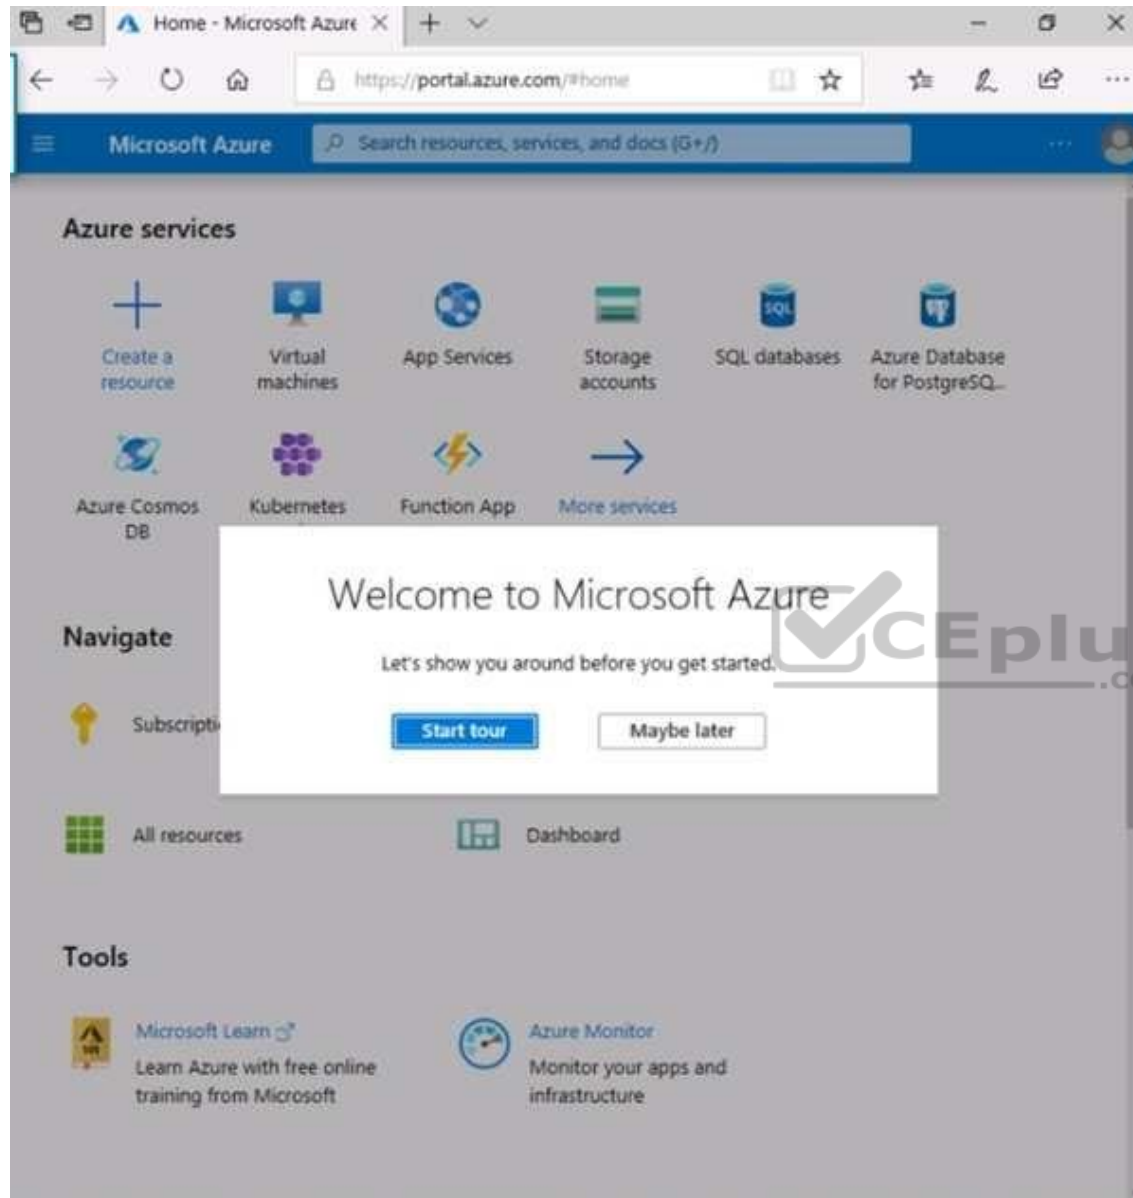 Home - Microsoft Azure
https://portal.azure.com/#home
Microsoft Azure
Search resources, services, and docs (G+/)
Azure services
Create a
resource
Virtual
machines
App Services
Storage
accounts
SQL
SQL databases
Azure Database
for PostgreSQ...
Azure Cosmos
DB
Kubernetes
Function App
More services
Welcome to Microsoft Azure
Let's show you around before you get started.
Start tour
Maybe later
CEplu
.co
Navigate
Subscripti
All resources
Dashboard
Tools
Microsoft Learn
Learn Azure with free online
training from Microsoft
Azure Monitor
Monitor your apps and
infrastructure